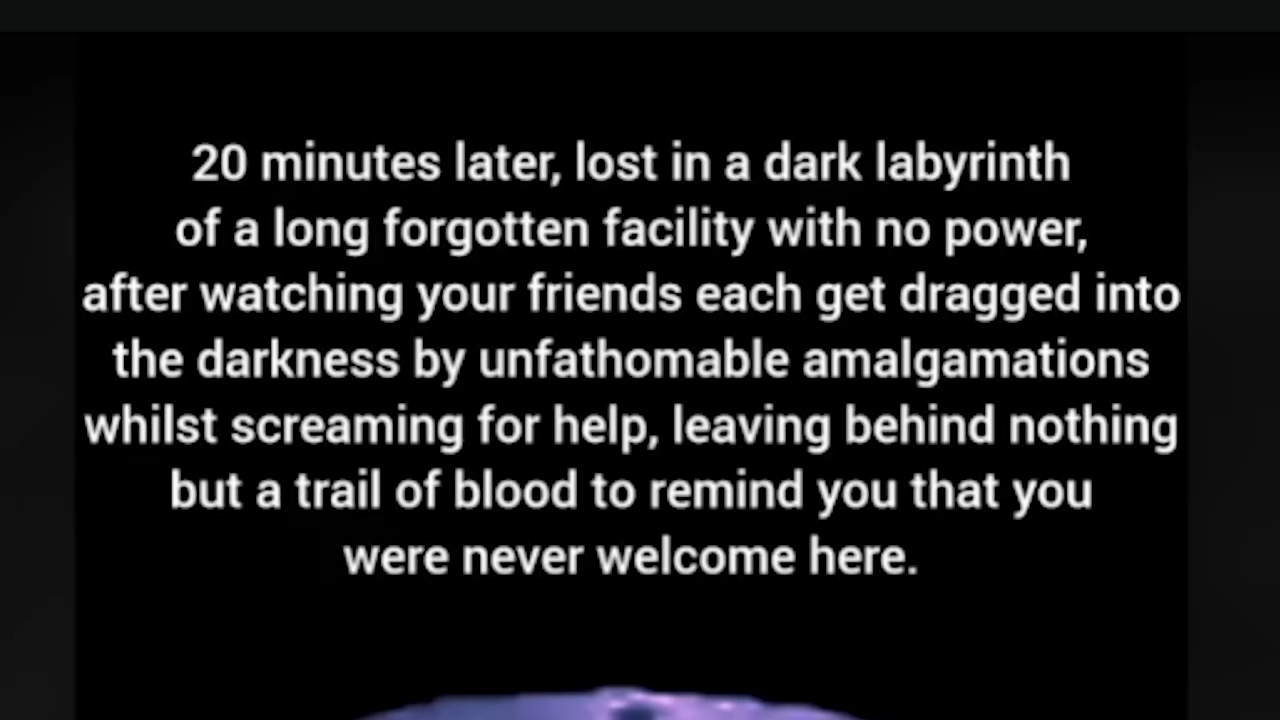 20 minutes later, lost in a dark labyrinth
of a long forgotten facility with no power,
after watching your friends each get dragged into
the darkness by unfathomable amalgamations
whilst screaming for help, leaving behind nothing
but a trail of blood to remind you that you
were never welcome here.